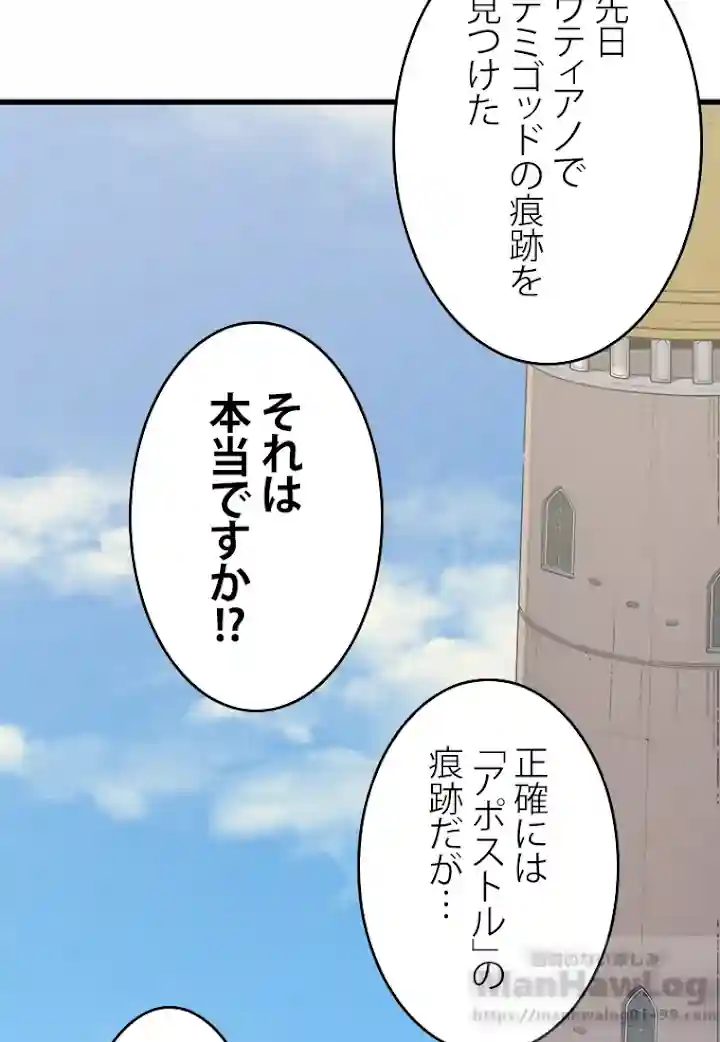 先日
ウティアノで
デミゴッドの痕跡を
見つけた
それは
本当ですか!?
正確には
「アポストル」の
痕跡だが…
ManHawLog